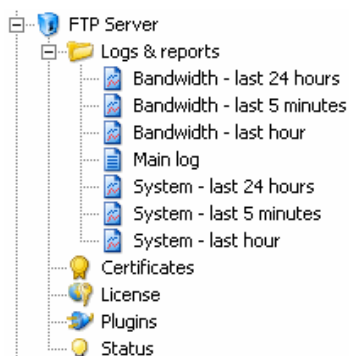 FTP Server
Logs & reports
Bandwidth - last 24 hours
Bandwidth - last 5 minutes
Bandwidth - last hour
Main log
System - last 24 hours
System - last 5 minutes
System - last hour
Certificates
License
Plugins
Status